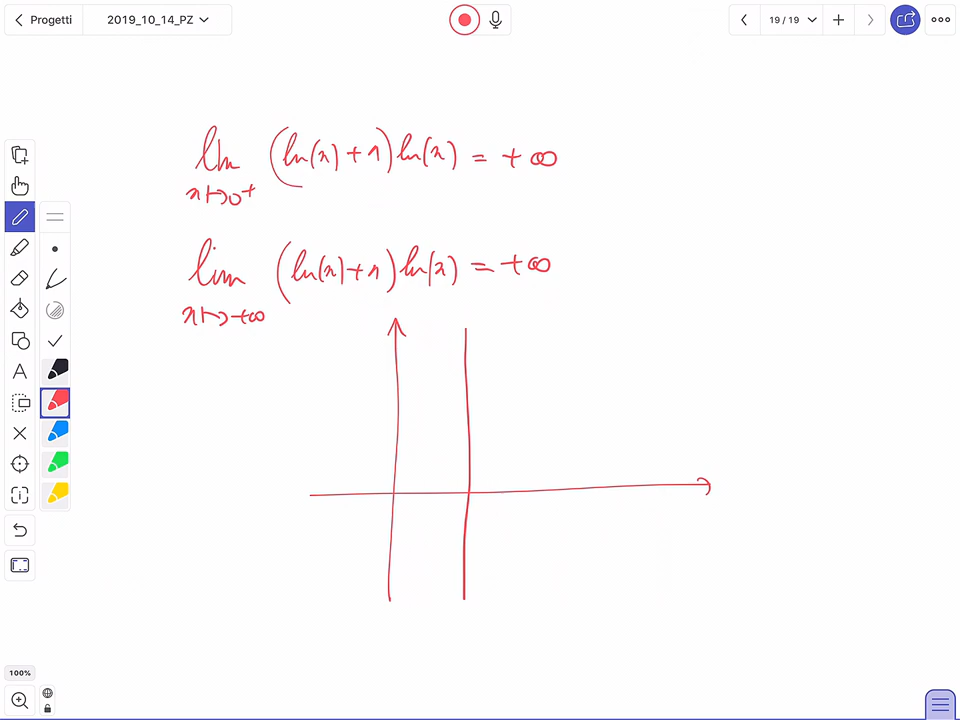 Progetti 2019_10_14_PZ 19 / 19
lim (ln(x) + 1) ln(x) = +∞
x↦0⁺
lim (ln(x) + 1) ln(x) = +∞
x↦+∞
A
100%